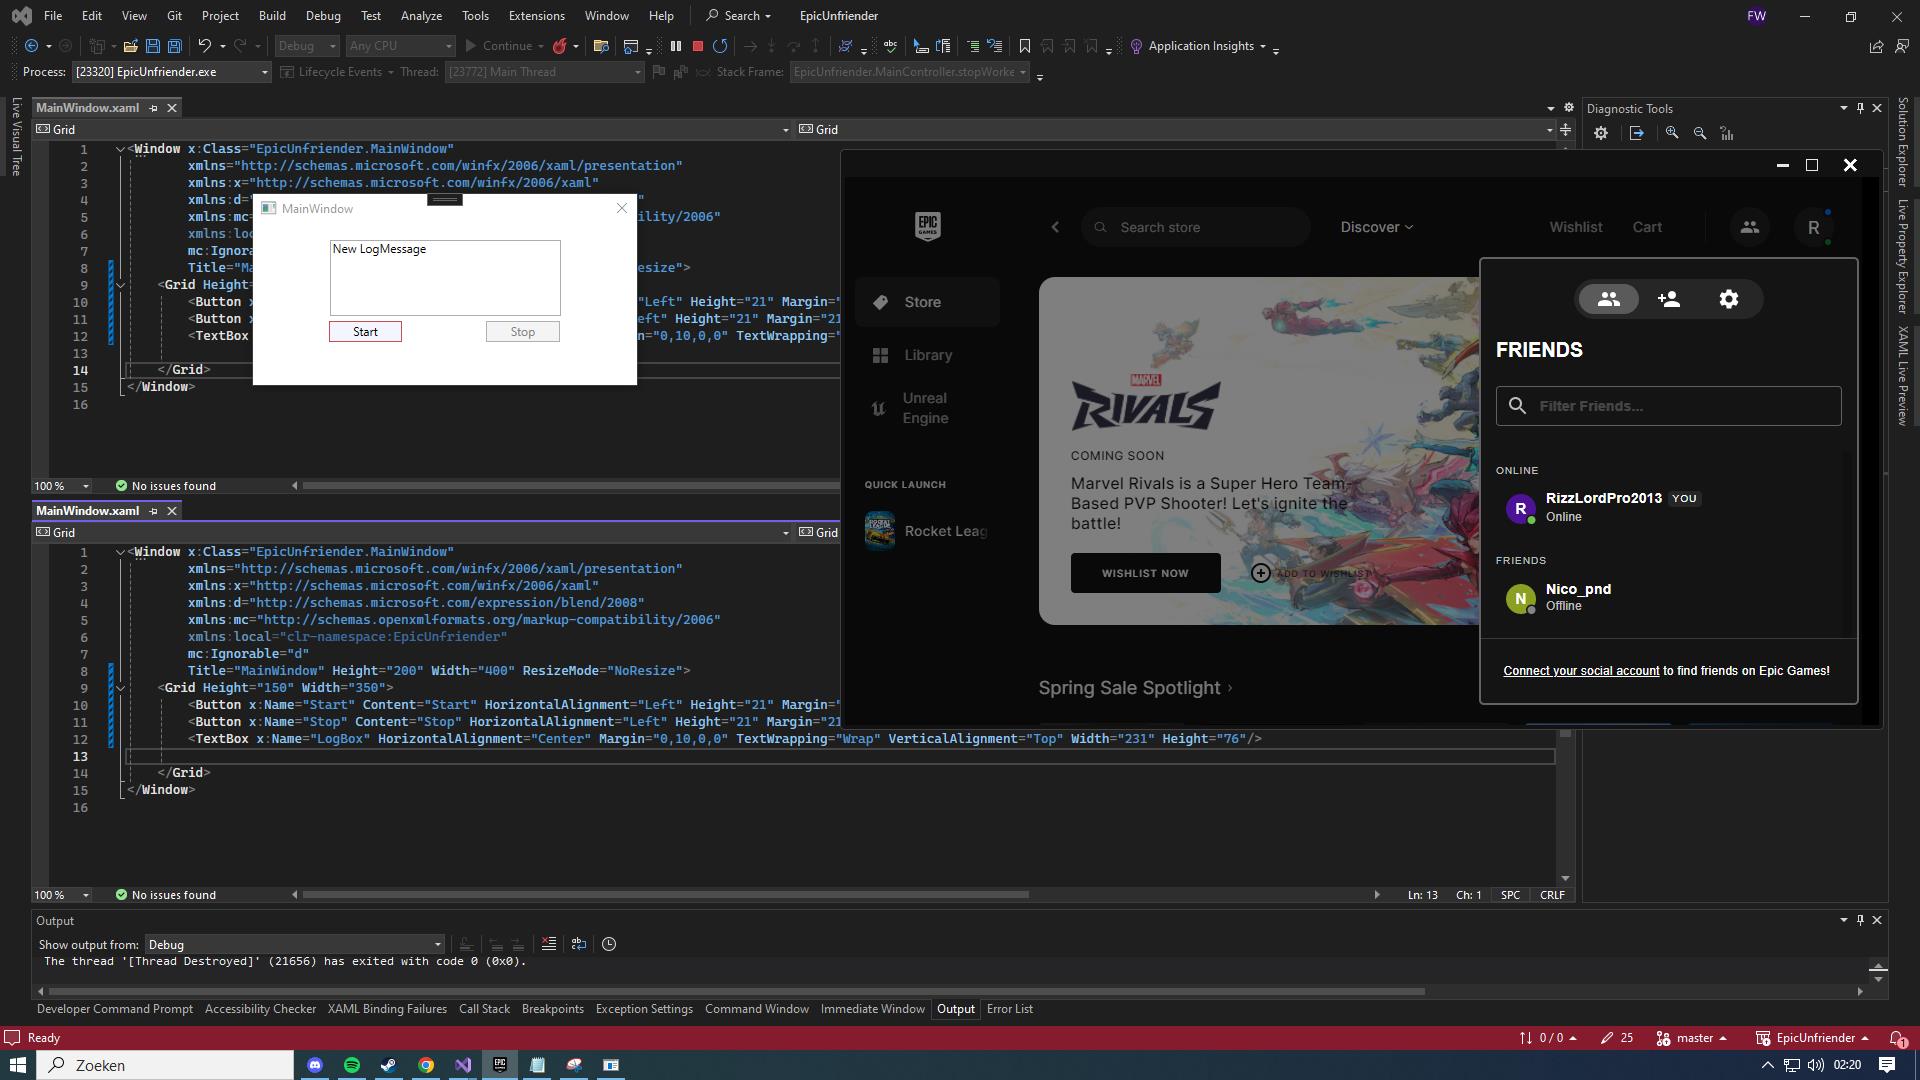 File Edit View Git Project Build Debug Test Analyze Tools Extensions Window Help Search EpicUnfriender FW
Debug Any CPU Continue Application Insights
Process: [23320] EpicUnfriender.exe Lifecycle Events Thread: [23772] Main Thread Stack Frame: EpicUnfriender.MainController.stopWorke
Live Visual Tree
MainWindow.xaml
Grid Grid
1 <Window x:Class="EpicUnfriender.MainWindow"
2 xmlns="http://schemas.microsoft.com/winfx/2006/xaml/presentation"
3 xmlns:x="http://schemas.microsoft.com/winfx/2006/xaml"
4 xmlns:d=" "
5 xmlns:mc ility/2006"
6 xmlns:loc
7 mc:Ignora
8 Title="Ma esize">
9 <Grid Height=
10 <Button x "Left" Height="21" Margin="
11 <Button x eft" Height="21" Margin="21
12 <TextBox n="0,10,0,0" TextWrapping="
13
14 </Grid>
15 </Window>
16
100 % No issues found
MainWindow
New LogMessage
Start Stop
MainWindow.xaml
Grid Grid
1 <Window x:Class="EpicUnfriender.MainWindow"
2 xmlns="http://schemas.microsoft.com/winfx/2006/xaml/presentation"
3 xmlns:x="http://schemas.microsoft.com/winfx/2006/xaml"
4 xmlns:d="http://schemas.microsoft.com/expression/blend/2008"
5 xmlns:mc="http://schemas.openxmlformats.org/markup-compatibility/2006"
6 xmlns:local="clr-namespace:EpicUnfriender"
7 mc:Ignorable="d"
8 Title="MainWindow" Height="200" Width="400" ResizeMode="NoResize">
9 <Grid Height="150" Width="350">
10 <Button x:Name="Start" Content="Start" HorizontalAlignment="Left" Height="21" Margin="
11 <Button x:Name="Stop" Content="Stop" HorizontalAlignment="Left" Height="21" Margin="21
12 <TextBox x:Name="LogBox" HorizontalAlignment="Center" Margin="0,10,0,0" TextWrapping="Wrap" VerticalAlignment="Top" Width="231" Height="76"/>
13
14 </Grid>
15 </Window>
16
100 % No issues found Ln: 13 Ch: 1 SPC CRLF
Diagnostic Tools
Solution Explorer
Live Property Explorer
XAML Live Preview
EPIC GAMES
Search store Discover Wishlist Cart R
Store
Library
Unreal
Engine
QUICK LAUNCH
Rocket Leag
MARVEL
RIVALS
COMING SOON
Marvel Rivals is a Super Hero Team-
Based PVP Shooter! Let's ignite the
battle!
WISHLIST NOW ADD TO WISHLIST
Spring Sale Spotlight
FRIENDS
Filter Friends...
ONLINE
R RizzLordPro2013 YOU
Online
FRIENDS
N Nico_pnd
Offline
Connect your social account to find friends on Epic Games!
Output
Show output from: Debug
The thread '[Thread Destroyed]' (21656) has exited with code 0 (0x0).
Developer Command Prompt Accessibility Checker XAML Binding Failures Call Stack Breakpoints Exception Settings Command Window Immediate Window Output Error List
Ready 0 / 0 25 master EpicUnfriender 1
Zoeken 02:20